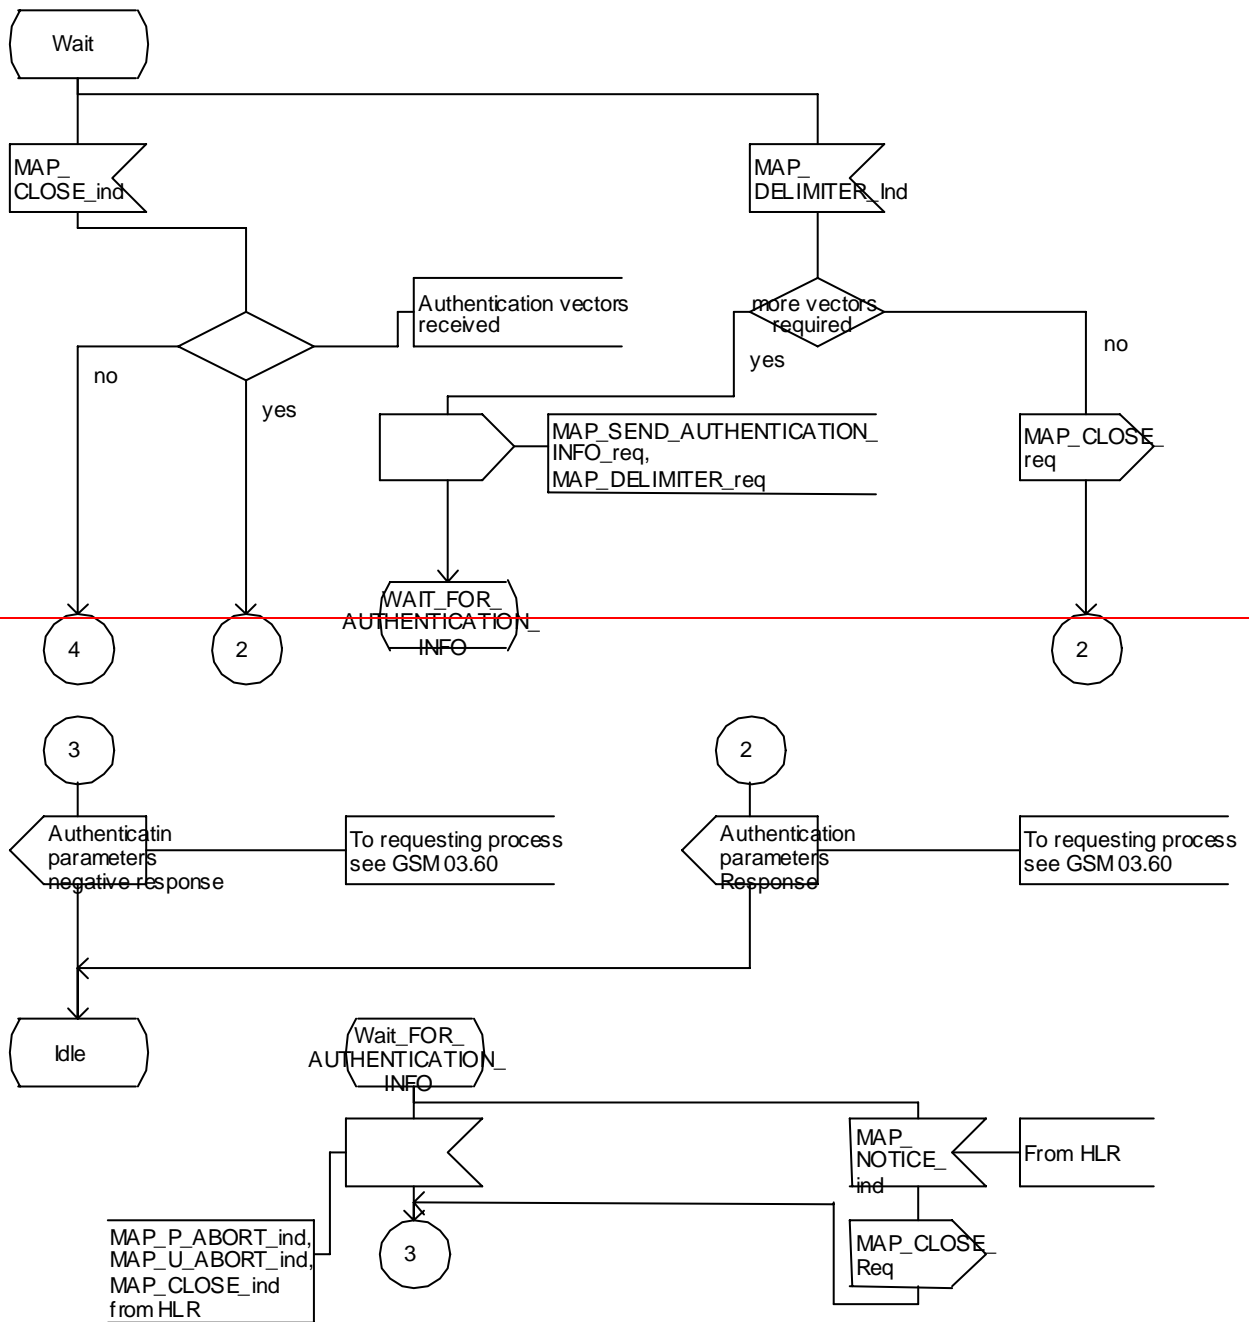 Wait
MAP_
CLOSE_ind
MAP_
DELIMITER_Ind
Authentication vectors
received
more vectors
required
no
yes
yes
no
MAP_SEND_AUTHENTICATION_
INFO_req,
MAP_DELIMITER_req
MAP_CLOSE_
req
WAIT_FOR_
AUTHENTICATION_
INFO
4
2
2
3
2
Authenticatin
parameters
negative response
To requesting process
see GSM 03.60
Authentication
parameters
Response
To requesting process
see GSM 03.60
Idle
Wait_FOR_
AUTHENTICATION_
INFO
MAP_
NOTICE_
ind
From HLR
MAP_P_ABORT_ind,
MAP_U_ABORT_ind,
MAP_CLOSE_ind
from HLR
3
MAP_CLOSE_
Req